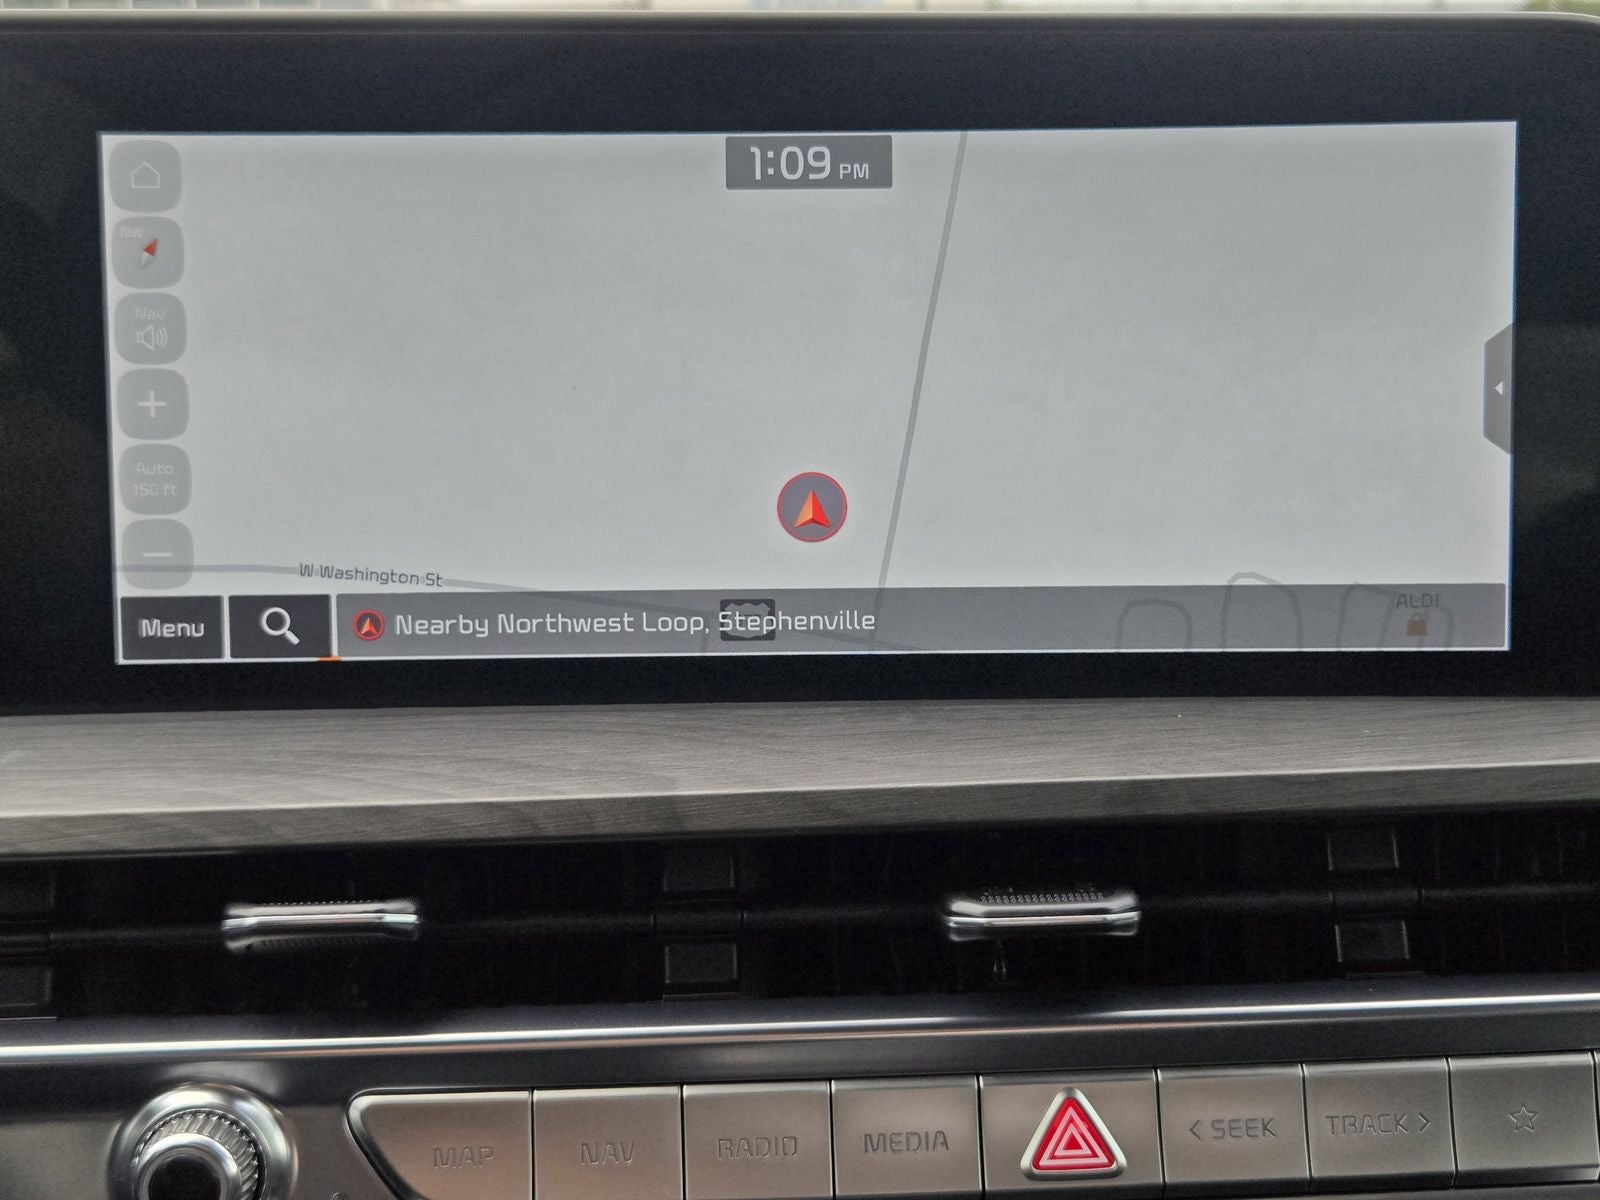 1:09 PM
NW
Nav
Auto
150 ft
W Washington St
ALDI
Menu
Nearby Northwest Loop, Stephenville
MAP
NAV
RADIO
MEDIA
< SEEK
TRACK >